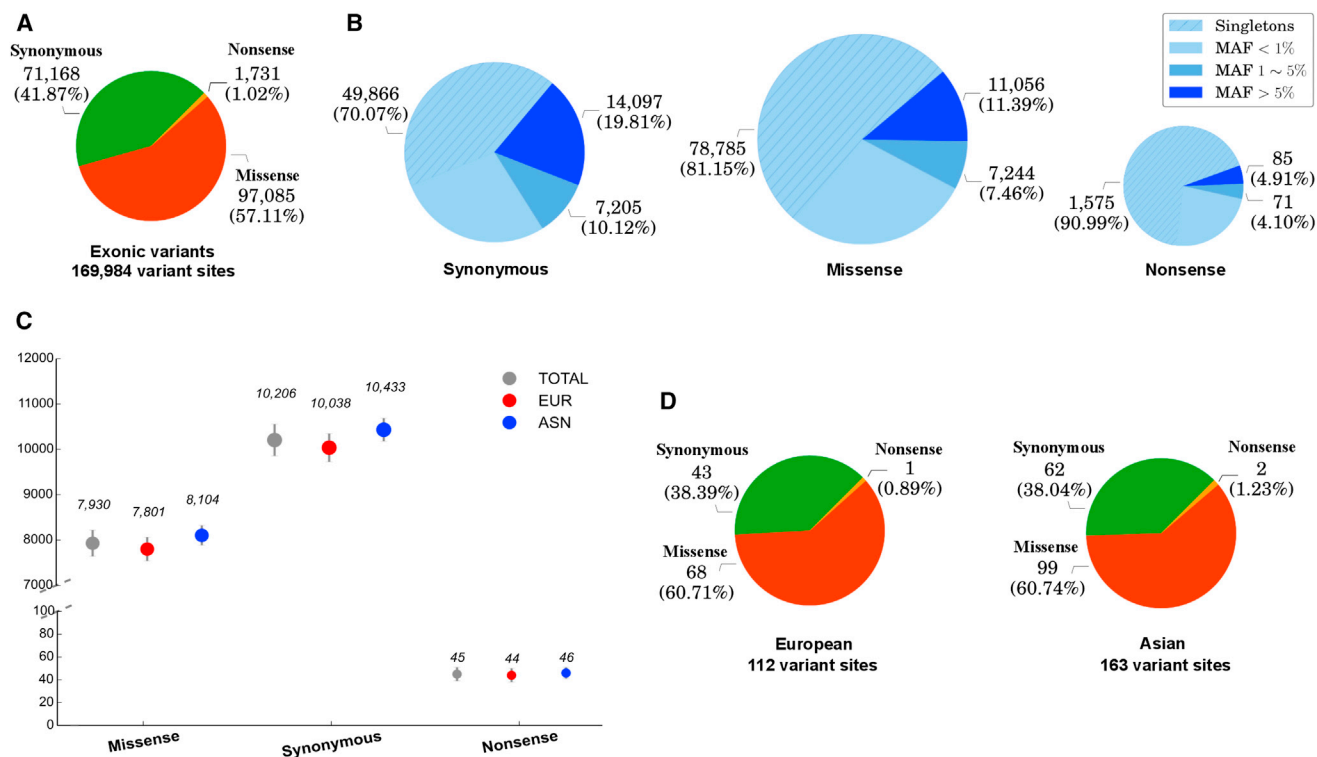 A
Synonymous
71,168
(41.87%)
Nonsense
1,731
(1.02%)
Missense
97,085
(57.11%)
Exonic variants
169,984 variant sites
B
49,866
(70.07%)
14,097
(19.81%)
7,205
(10.12%)
Synonymous
78,785
(81.15%)
11,056
(11.39%)
7,244
(7.46%)
Missense
1,575
(90.99%)
85
(4.91%)
71
(4.10%)
Nonsense
Singletons
MAF < 1%
MAF 1 ~ 5%
MAF > 5%
C
12000
11000
10000
9000
8000
7000
100
80
60
40
20
0
7,930
7,801
8,104
10,206
10,038
10,433
45
44
46
TOTAL
EUR
ASN
Missense
Synonymous
Nonsense
D
Synonymous
43
(38.39%)
Nonsense
1
(0.89%)
Missense
68
(60.71%)
European
112 variant sites
Synonymous
62
(38.04%)
Nonsense
2
(1.23%)
Missense
99
(60.74%)
Asian
163 variant sites